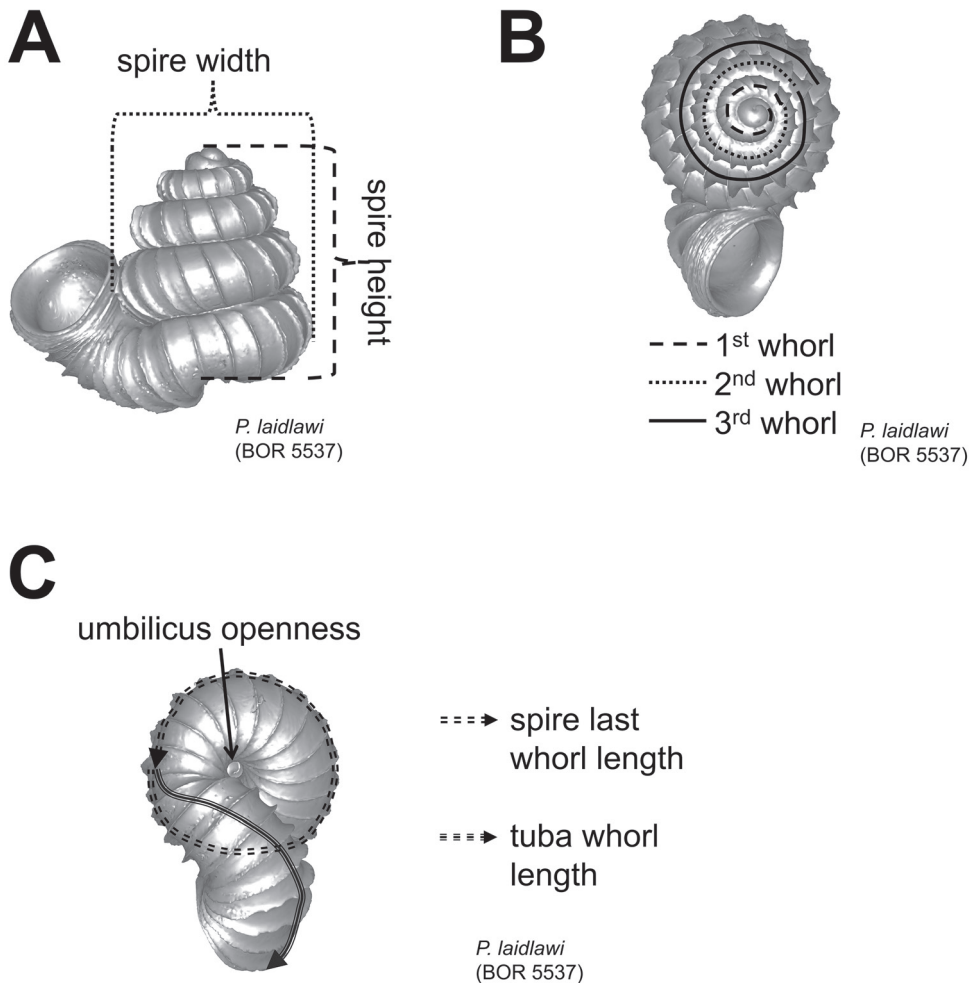 A
spire width
spire height
P. laidlawi
(BOR 5537)
B
1st whorl
2nd whorl
3rd whorl
P. laidlawi
(BOR 5537)
C
umbilicus openness
spire last
whorl length
tuba whorl
length
P. laidlawi
(BOR 5537)